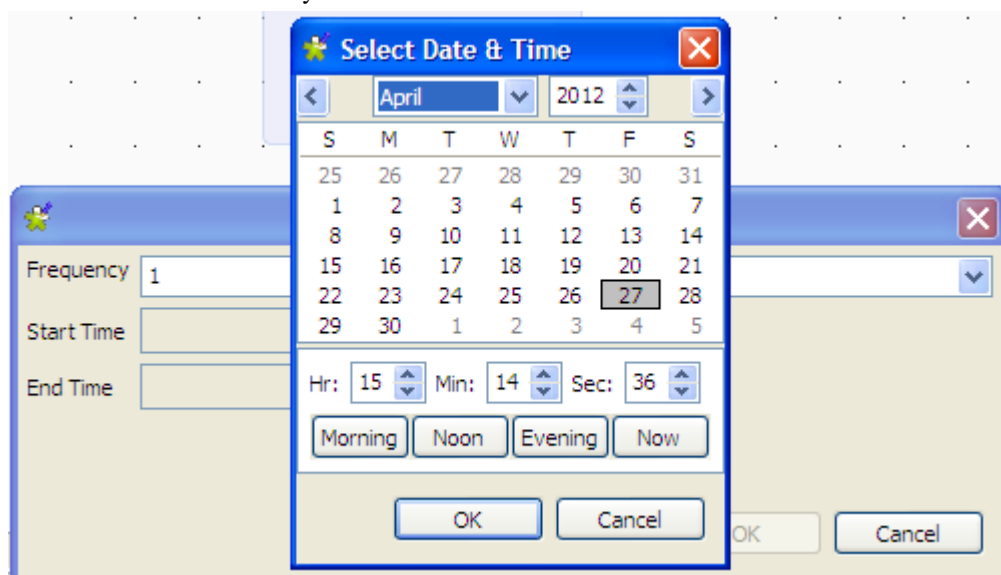 y
Select Date & Time
April 2012
S M T W T F S
25 26 27 28 29 30 31
1 2 3 4 5 6 7
8 9 10 11 12 13 14
15 16 17 18 19 20 21
22 23 24 25 26 27 28
29 30 1 2 3 4 5
Hr: 15 Min: 14 Sec: 36
Morning Noon Evening Now
OK Cancel
Frequency 1
Start Time
End Time
OK Cancel